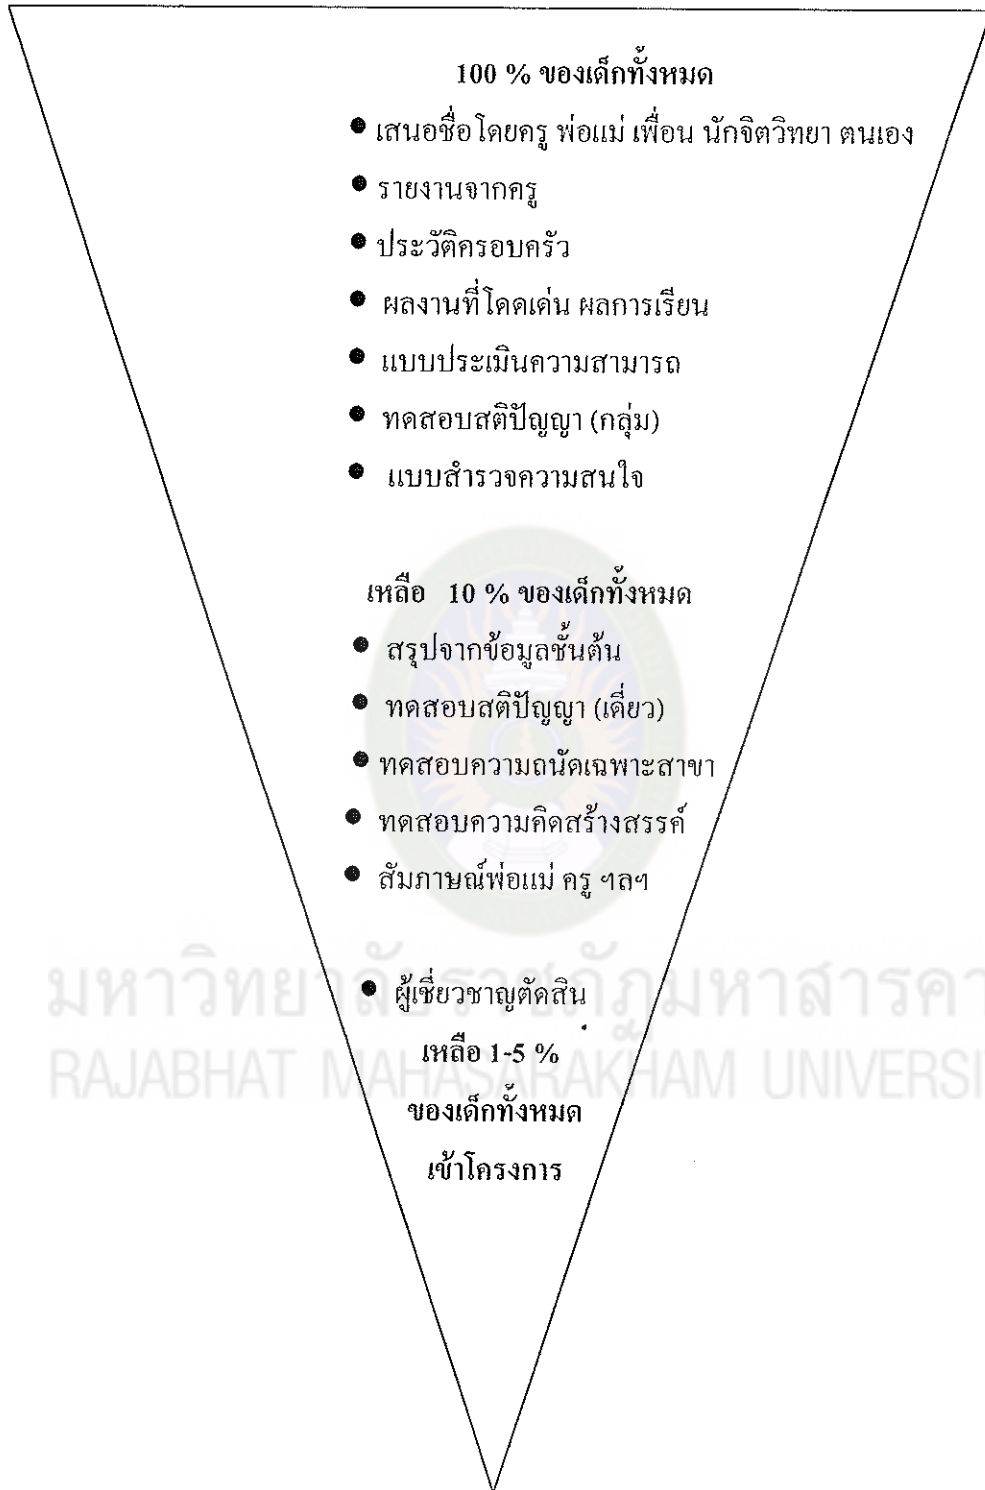 100 % ของเด็กทั้งหมด
● เสนอชื่อโดยครู พ่อแม่ เพื่อน นักจิตวิทยา ตนเอง
● รายงานจากครู
● ประวัติครอบครัว
● ผลงานที่โดดเด่น ผลการเรียน
● แบบประเมินความสามารถ
● ทดสอบสติปัญญา (กลุ่ม)
● แบบสำรวจความสนใจ
เหลือ 10 % ของเด็กทั้งหมด
● สรุปจากข้อมูลชั้นต้น
● ทดสอบสติปัญญา (เดี่ยว)
● ทดสอบความถนัดเฉพาะสาขา
● ทดสอบความคิดสร้างสรรค์
● สัมภาษณ์พ่อแม่ ครู ฯลฯ
● ผู้เชี่ยวชาญตัดสิน
เหลือ 1-5 %
ของเด็กทั้งหมด
เข้าโครงการ
มหาวิทยาลัยราชภัฏมหาสารคา
RAJABHAT MAHASARAKHAM UNIVERSI